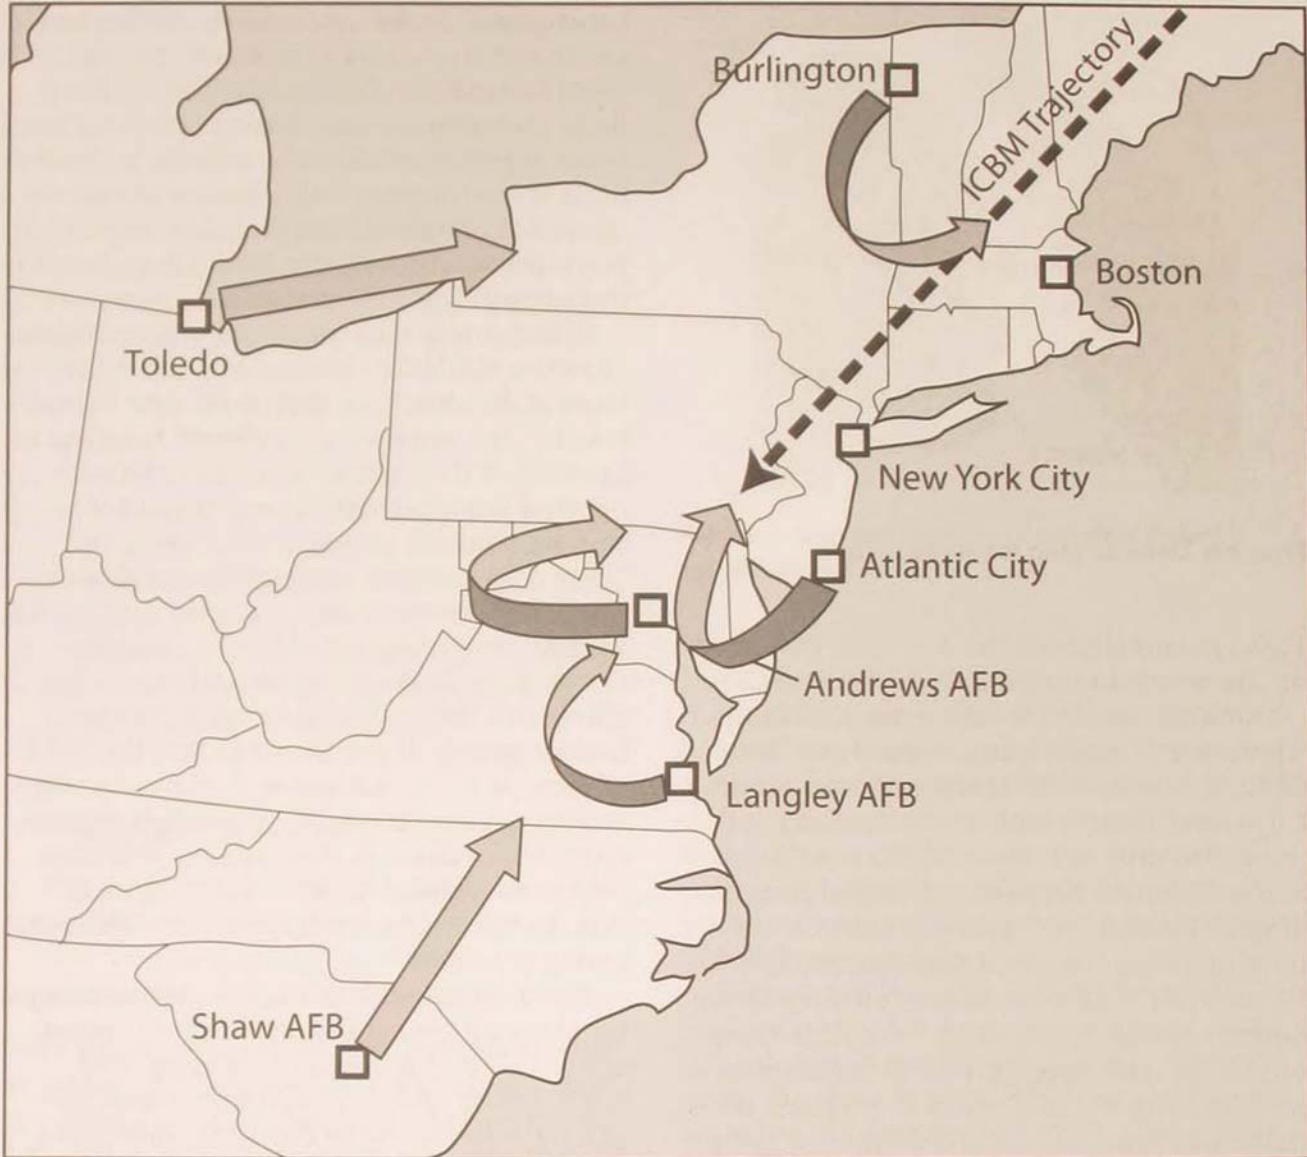 Burlington
ICBM Trajectory
Boston
Toledo
New York City
Atlantic City
Andrews AFB
Langley AFB
Shaw AFB